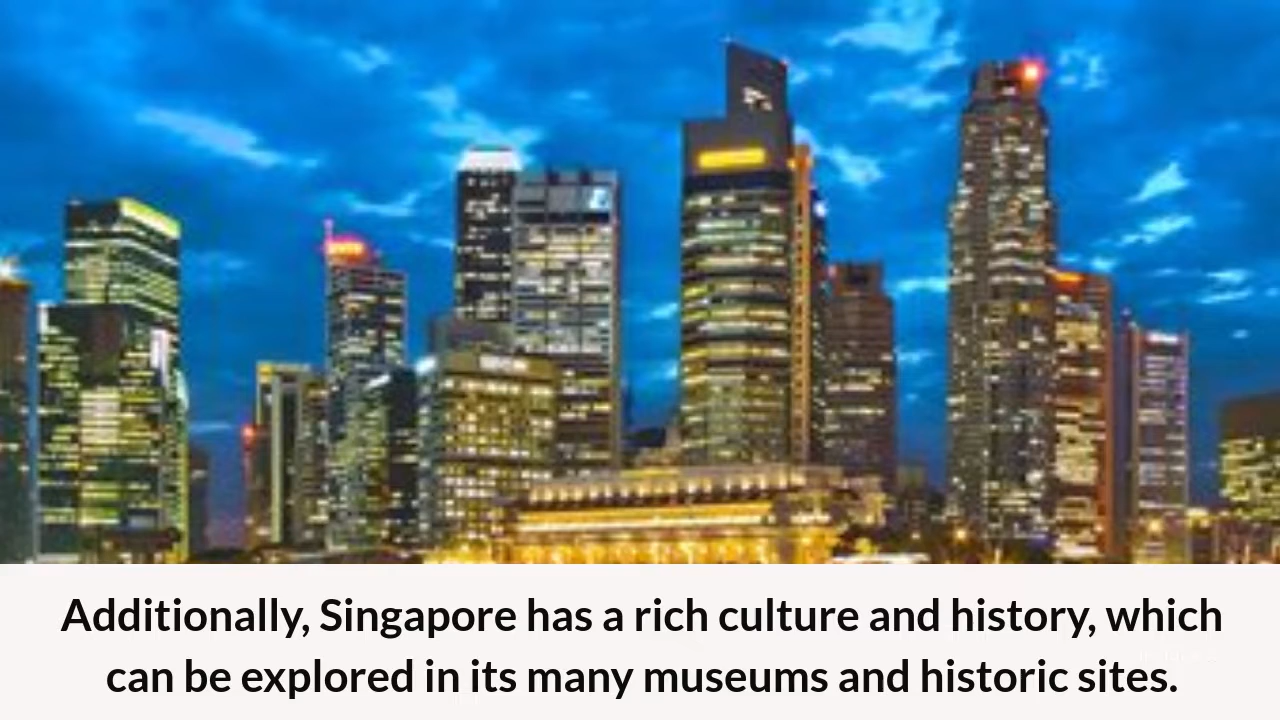 Additionally, Singapore has a rich culture and history, which
can be explored in its many museums and historic sites.